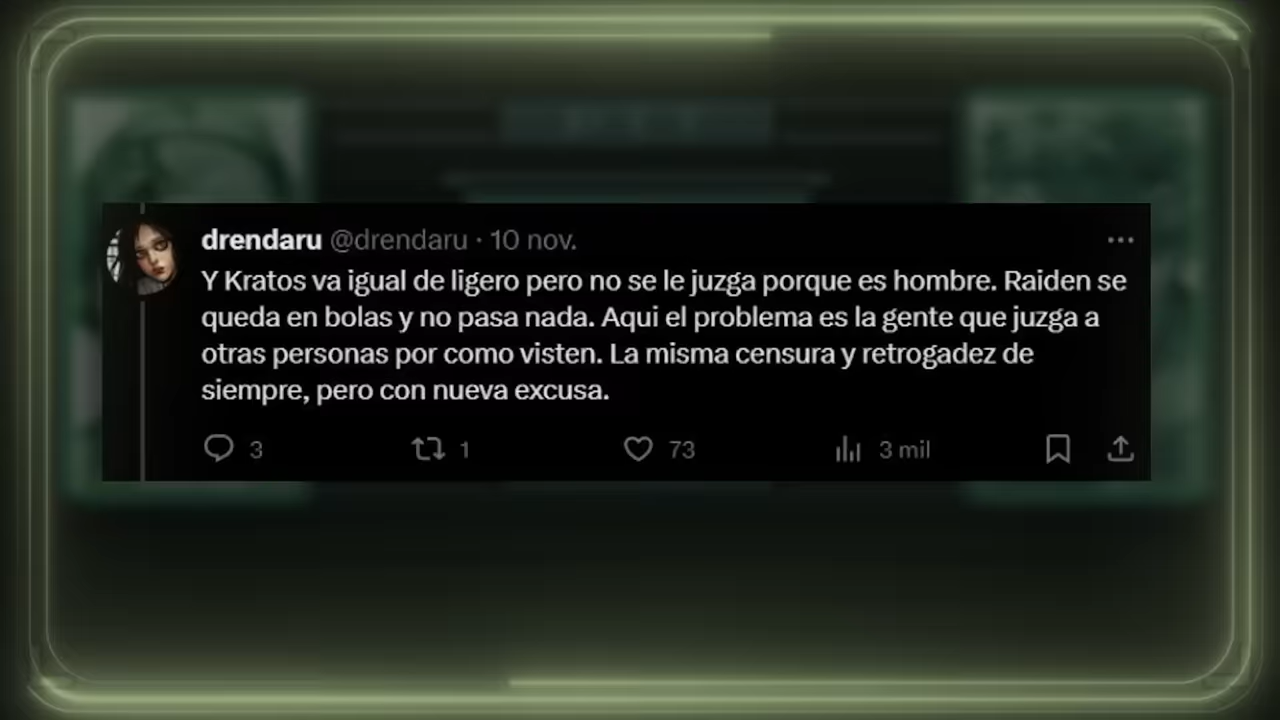 drendaru @drendaru · 10 nov.
Y Kratos va igual de ligero pero no se le juzga porque es hombre. Raiden se
queda en bolas y no pasa nada. Aqui el problema es la gente que juzga a
otras personas por como visten. La misma censura y retrogadez de
siempre, pero con nueva excusa.
3 1 73 3 mil